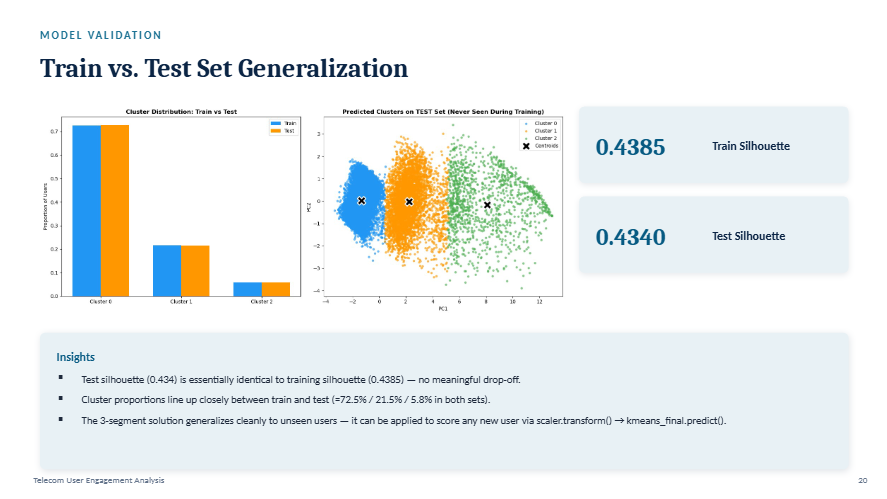 MODEL VALIDATION
Train vs. Test Set Generalization
Cluster Distribution: Train vs Test
Train
Test
Proportion of Users
0.7
0.6
0.5
0.4
0.3
0.2
0.1
0.0
Cluster 0
Cluster 1
Cluster 2
Predicted Clusters on TEST Set (Never Seen During Training)
Cluster 0
Cluster 1
Cluster 2
Centroids
PC2
3
2
1
0
−1
−2
−3
−4
−4
−2
0
2
4
6
8
10
12
PC1
0.4385
Train Silhouette
0.4340
Test Silhouette
Insights
▪ Test silhouette (0.434) is essentially identical to training silhouette (0.4385) — no meaningful drop-off.
▪ Cluster proportions line up closely between train and test (≈72.5% / 21.5% / 5.8% in both sets).
▪ The 3-segment solution generalizes cleanly to unseen users — it can be applied to score any new user via scaler.transform() → kmeans_final.predict().
Telecom User Engagement Analysis
20